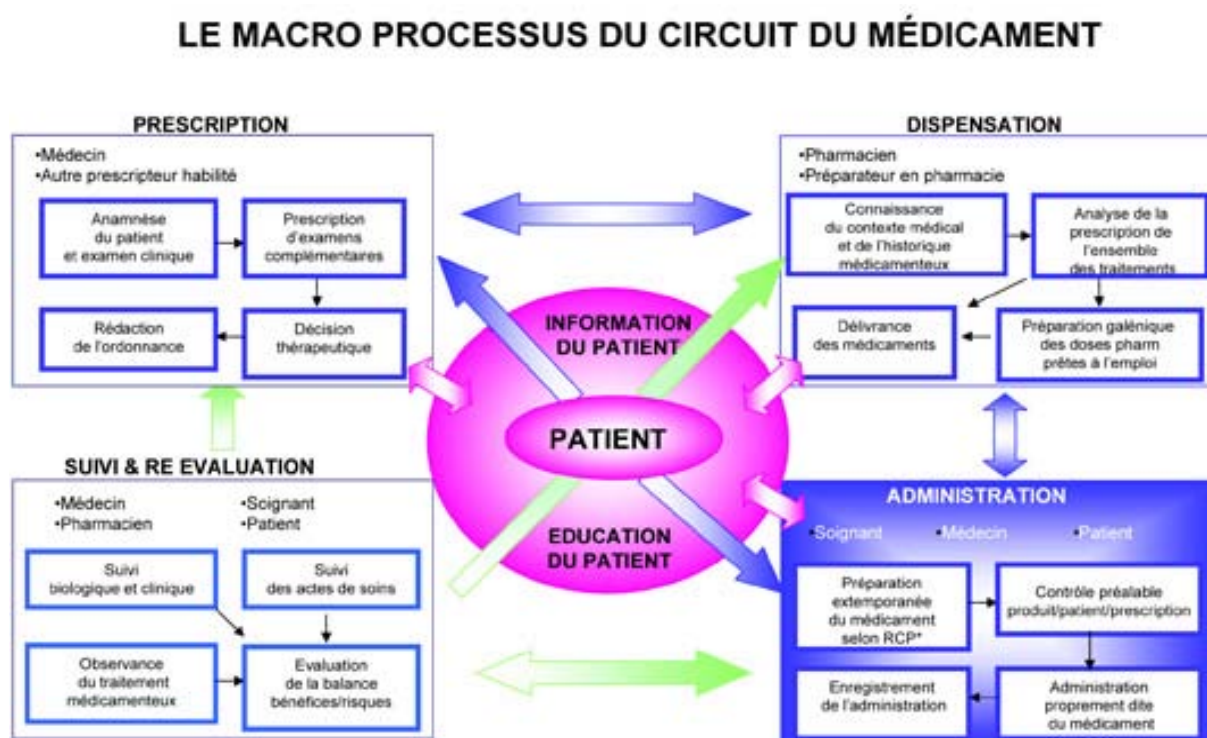 LE MACRO PROCESSUS DU CIRCUIT DU MÉDICAMENT
PRESCRIPTION
•Médecin
•Autre prescripteur habilité
Anamnèse
du patient
et examen clinique
Prescription
d'examens
complémentaires
Rédaction
de l'ordonnance
Décision
thérapeutique
DISPENSATION
•Pharmacien
•Préparateur en pharmacie
Connaissance
du contexte médical
et de l'historique
médicamenteux
Analyse de la
prescription de
l'ensemble
des traitements
Délivrance
des médicaments
Préparation galénique
des doses pharm
prêtes à l'emploi
INFORMATION
DU PATIENT
PATIENT
EDUCATION
DU PATIENT
SUIVI & RE EVALUATION
•Médecin
•Pharmacien
•Soignant
•Patient
Suivi
biologique et clinique
Suivi
des actes de soins
Observance
du traitement
médicamenteux
Evaluation
de la balance
bénéfices/risques
ADMINISTRATION
•Soignant
•Médecin
•Patient
Préparation
extemporanée
du médicament
selon RCP*
Contrôle préalable
produit/patient/prescription
Enregistrement
de l'administration
Administration
proprement dite
du médicament